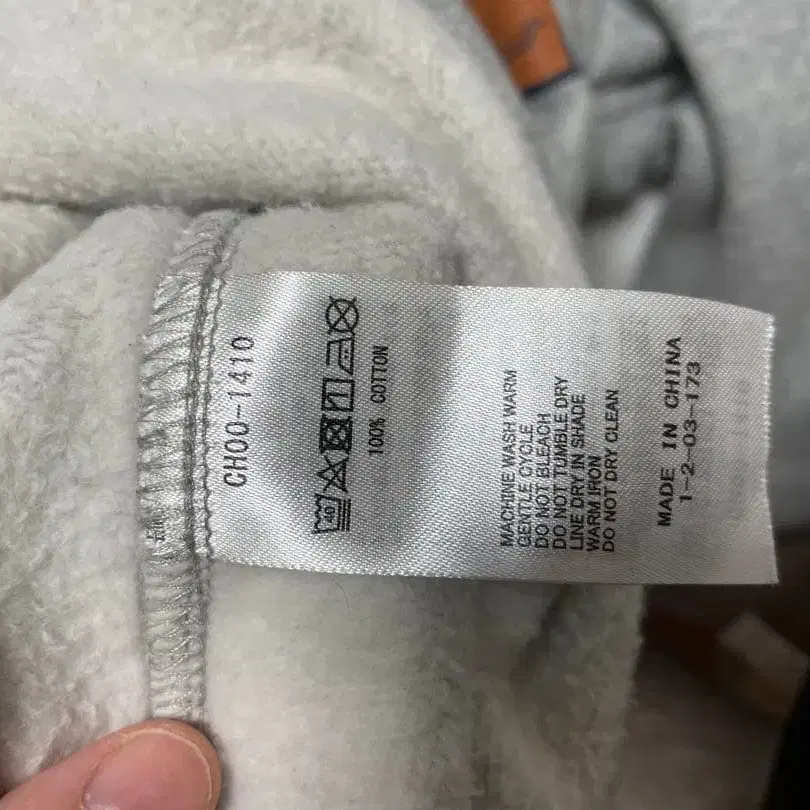 CH00-1410
40
100% COTTON
MACHINE WASH WARM
GENTLE CYCLE
DO NOT BLEACH
DO NOT TUMBLE DRY
LINE DRY IN SHADE
WARM IRON
DO NOT DRY CLEAN
MADE IN CHINA
1-2-03-173